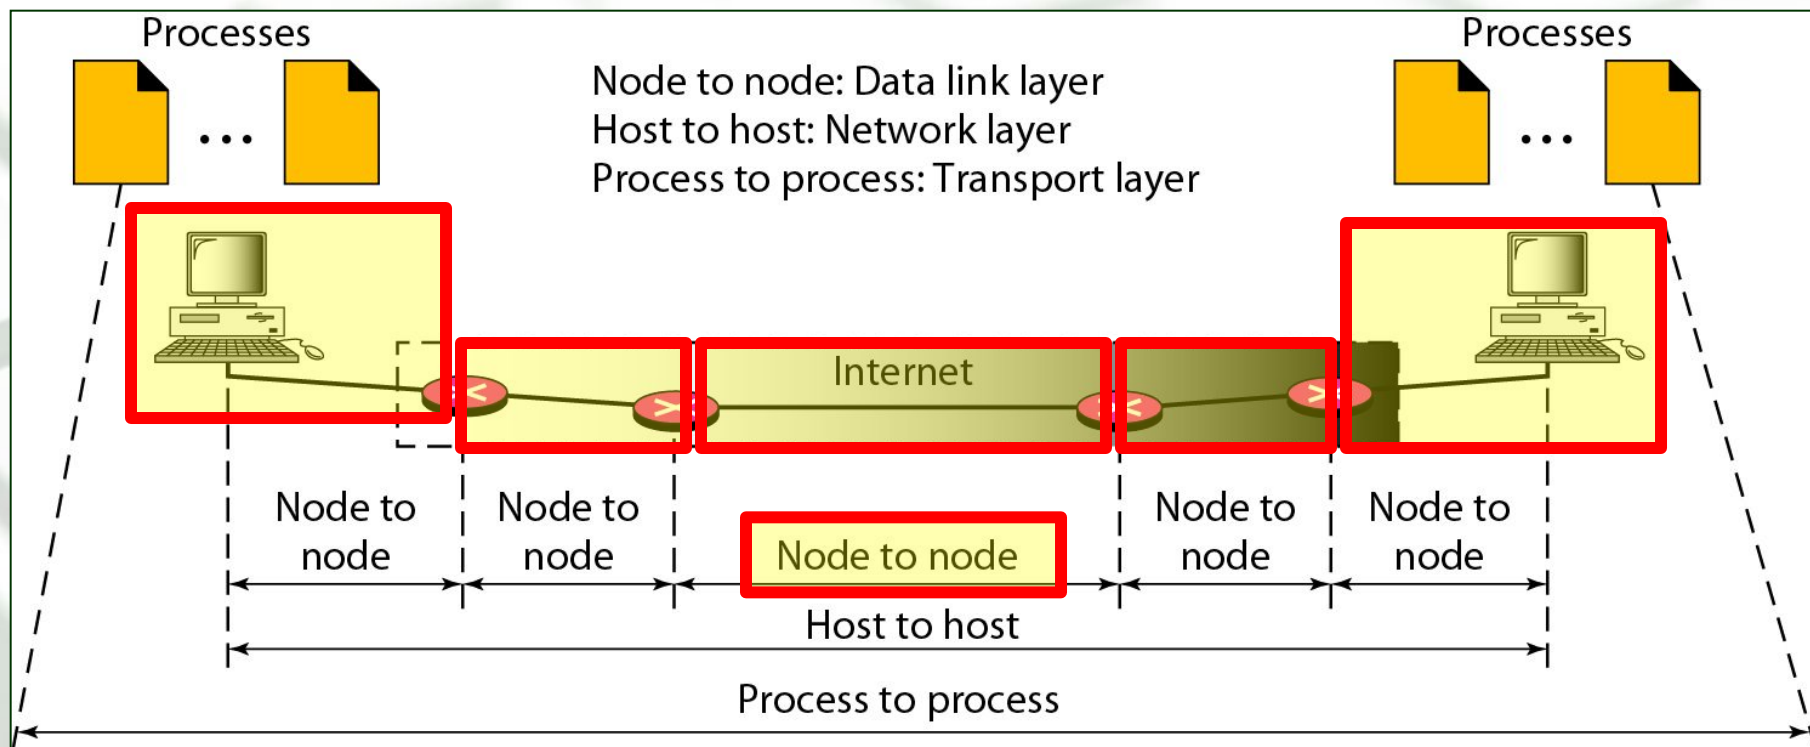 Processes
Processes
Node to node: Data link layer
Host to host: Network layer
Process to process: Transport layer
...
...
Internet
Node to
node
Node to
node
Node to node
Node to
node
Node to
node
Host to host
Process to process